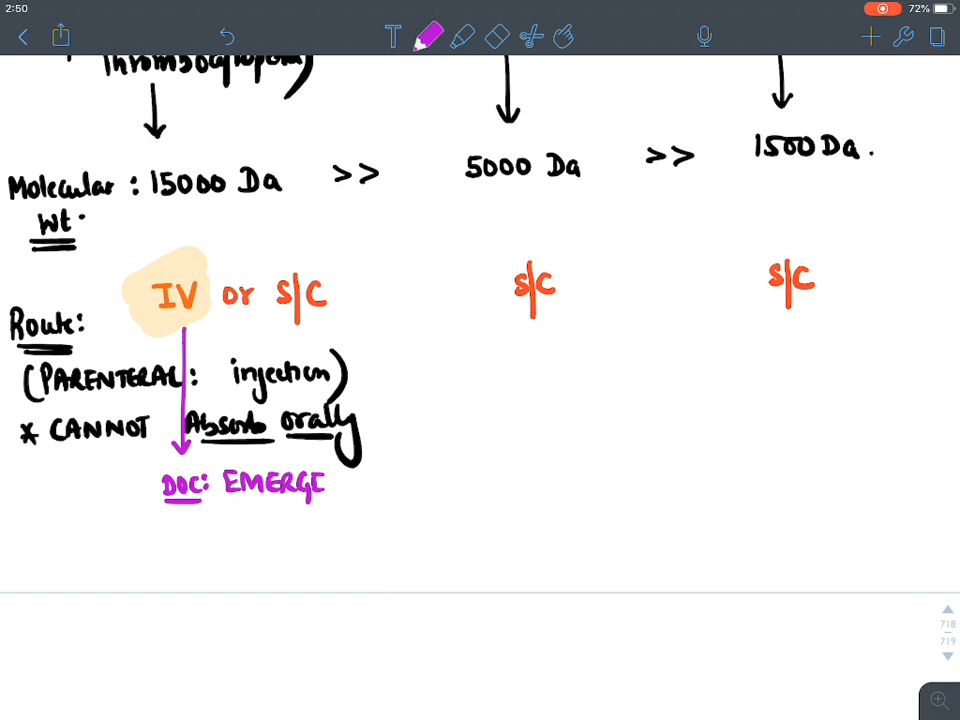 2:50
72%
T
Thrombocytopenia)
Molecular : 15000 Da >> 5000 Da >> 1500 Da.
Wt.
IV or S/C S/C S/C
Route:
(PARENTERAL: injection)
* CANNOT Absorb orally
DOC: EMERGE
718
719